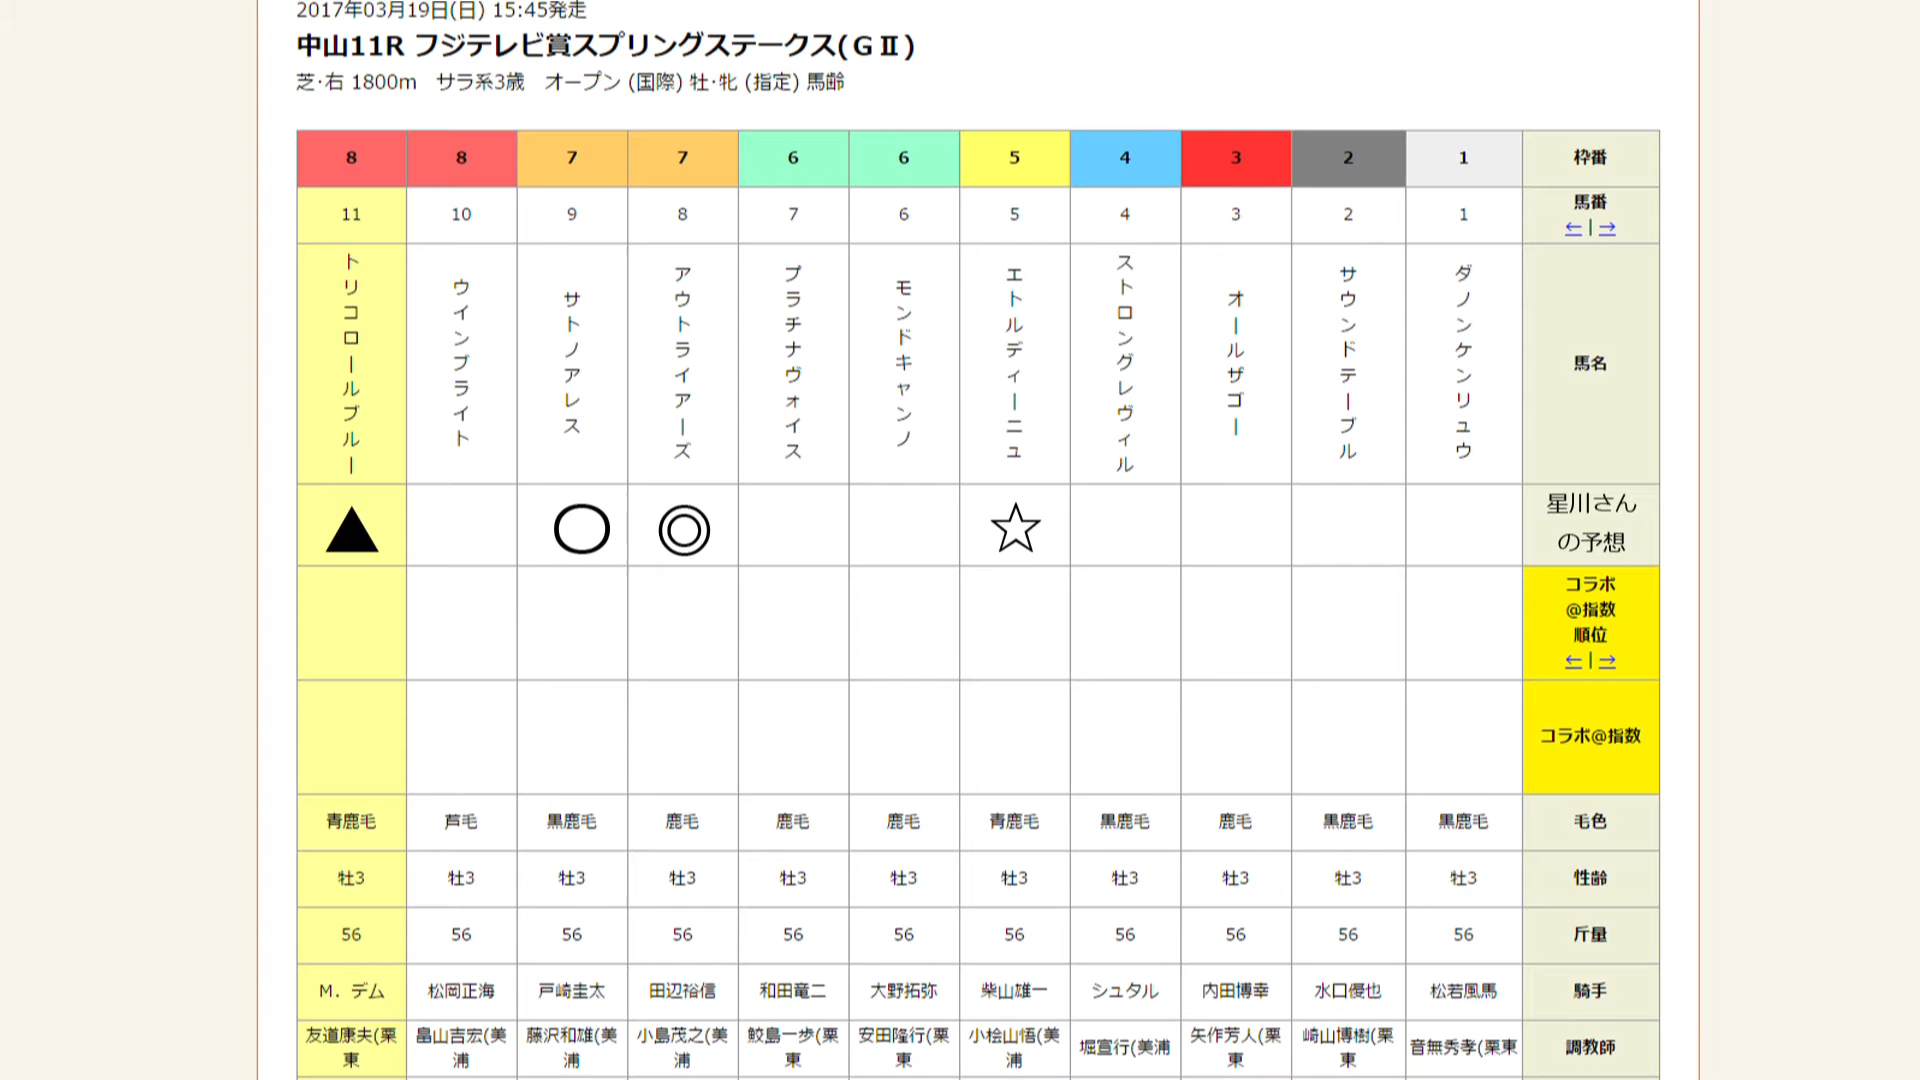 2017年03月19日(日) 15:45発走
中山11R フジテレビ賞スプリングステークス(GⅡ)
芝·右 1800m サラ系3歳 オープン (国際) 牡·牝 (指定) 馬齢
8 8 7 7 6 6 5 4 3 2 1 枠番
11 10 9 8 7 6 5 4 3 2 1 馬番
←|→
トリコロールブルー ウインブライト サトノアレス アウトライアーズ プラチナヴォイス モンドキャンノ エトルディーニュ ストロングレヴィル オールザゴー サウンドテーブル ダノンケンリュウ 馬名
▲ ○ ◎ ☆ 星川さん
の予想
コラボ
@指数
順位
←|→
コラボ@指数
青鹿毛 芦毛 黒鹿毛 鹿毛 鹿毛 鹿毛 青鹿毛 黒鹿毛 鹿毛 黒鹿毛 黒鹿毛 毛色
牡3 牡3 牡3 牡3 牡3 牡3 牡3 牡3 牡3 牡3 牡3 性齢
56 56 56 56 56 56 56 56 56 56 56 斤量
M．デム 松岡正海 戸崎圭太 田辺裕信 和田竜二 大野拓弥 柴山雄一 シュタル 内田博幸 水口優也 松若風馬 騎手
友道康夫(栗東 畠山吉宏(美浦 藤沢和雄(美浦 小島茂之(美浦 鮫島一歩(栗東 安田隆行(栗東 小桧山悟(美浦 堀宣行(美浦 矢作芳人(栗東 崎山博樹(栗東 音無秀孝(栗東 調教師